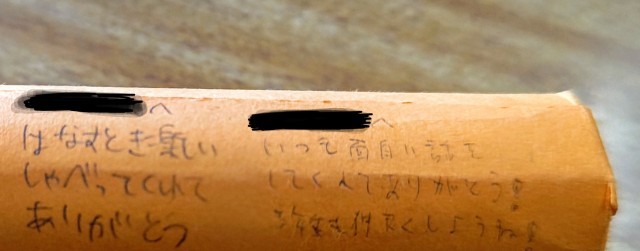 へ
はなすとき楽しい
しゃべってくれて
ありがとう
へ
いつも面白い話を
してくれてありがとう!
仲良くしようね!